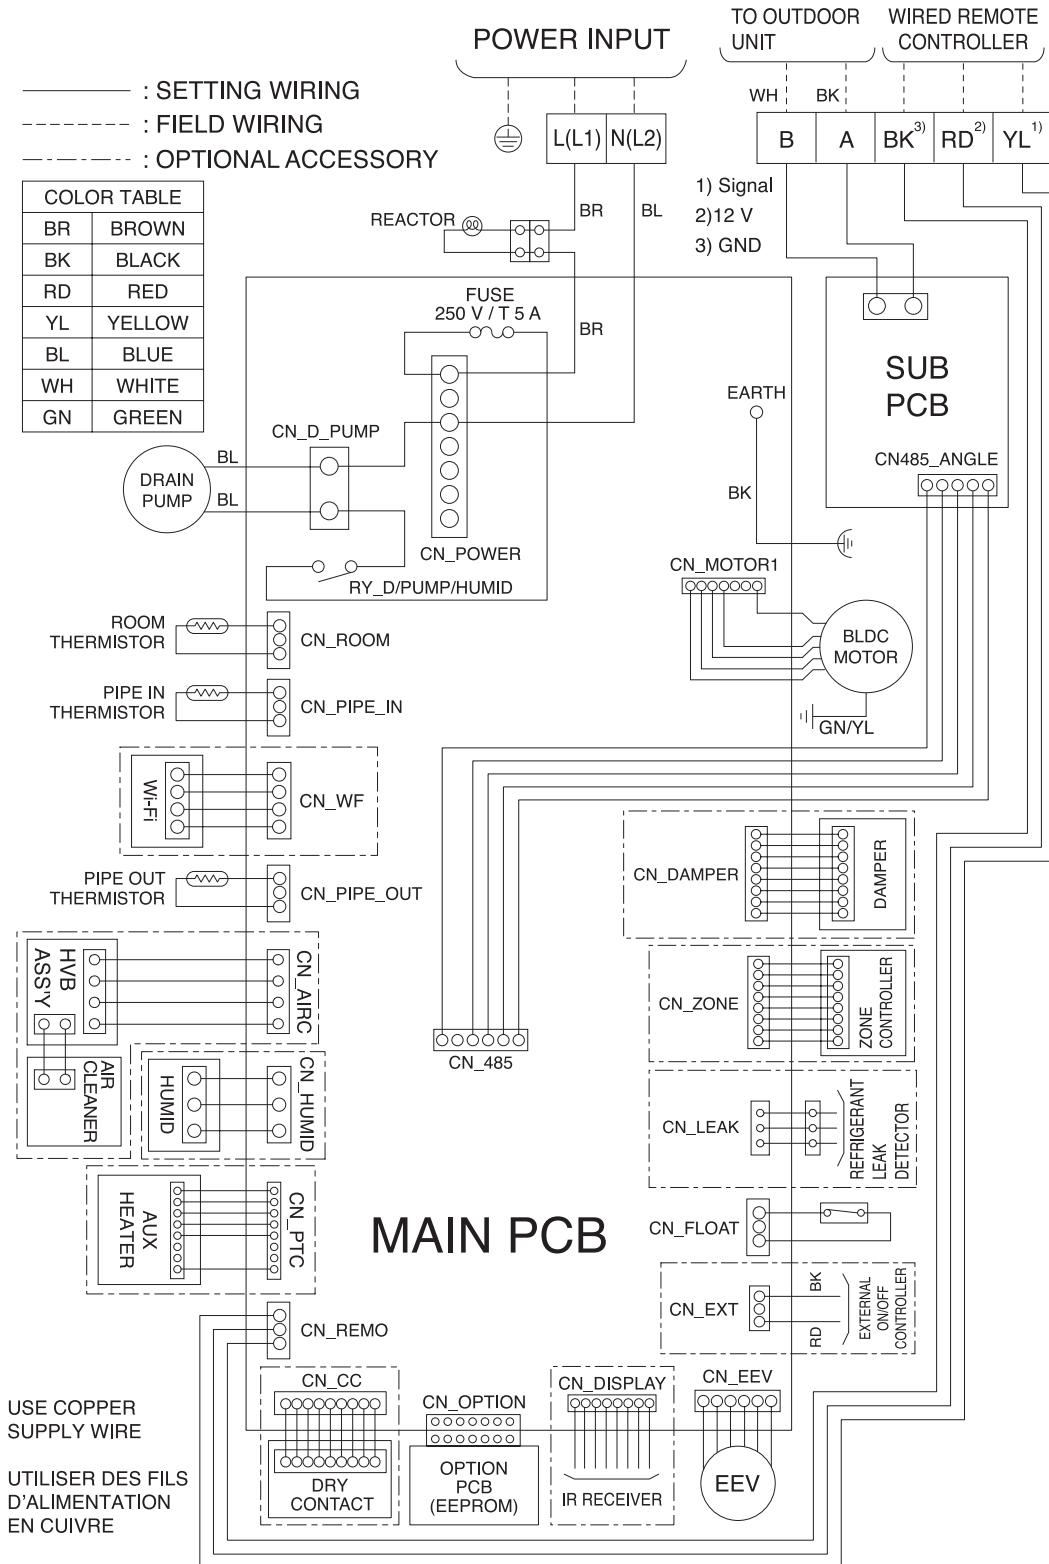 POWER INPUT
TO OUTDOOR
UNIT
WIRED REMOTE
CONTROLLER
: SETTING WIRING
: FIELD WIRING
: OPTIONAL ACCESSORY
WH
BK
L(L1)
N(L2)
B
A
BK3)
RD2)
YL1)
1) Signal
2)12 V
3) GND
COLOR TABLE
BR BROWN
BK BLACK
RD RED
YL YELLOW
BL BLUE
WH WHITE
GN GREEN
REACTOR
BR
BL
FUSE
250 V / T 5 A
BR
SUB
PCB
EARTH
BK
CN485_ANGLE
CN_D_PUMP
DRAIN
PUMP
BL
BL
CN_POWER
RY_D/PUMP/HUMID
CN_MOTOR1
BLDC
MOTOR
GN/YL
ROOM
THERMISTOR
CN_ROOM
PIPE IN
THERMISTOR
CN_PIPE_IN
Wi-Fi
CN_WF
PIPE OUT
THERMISTOR
CN_PIPE_OUT
CN_DAMPER
DAMPER
HVB
ASS'Y
CN_AIRC
CN_ZONE
ZONE
CONTROLLER
CN_485
AIR
CLEANER
HUMID
CN_HUMID
CN_LEAK
REFRIGERANT
LEAK
DETECTOR
AUX
HEATER
CN_PTC
MAIN PCB
CN_FLOAT
CN_EXT
BK
RD
EXTERNAL
ON/OFF
CONTROLLER
CN_REMO
CN_CC
DRY
CONTACT
CN_OPTION
OPTION
PCB
(EEPROM)
CN_DISPLAY
IR RECEIVER
CN_EEV
EEV
USE COPPER
SUPPLY WIRE
UTILISER DES FILS
D'ALIMENTATION
EN CUIVRE